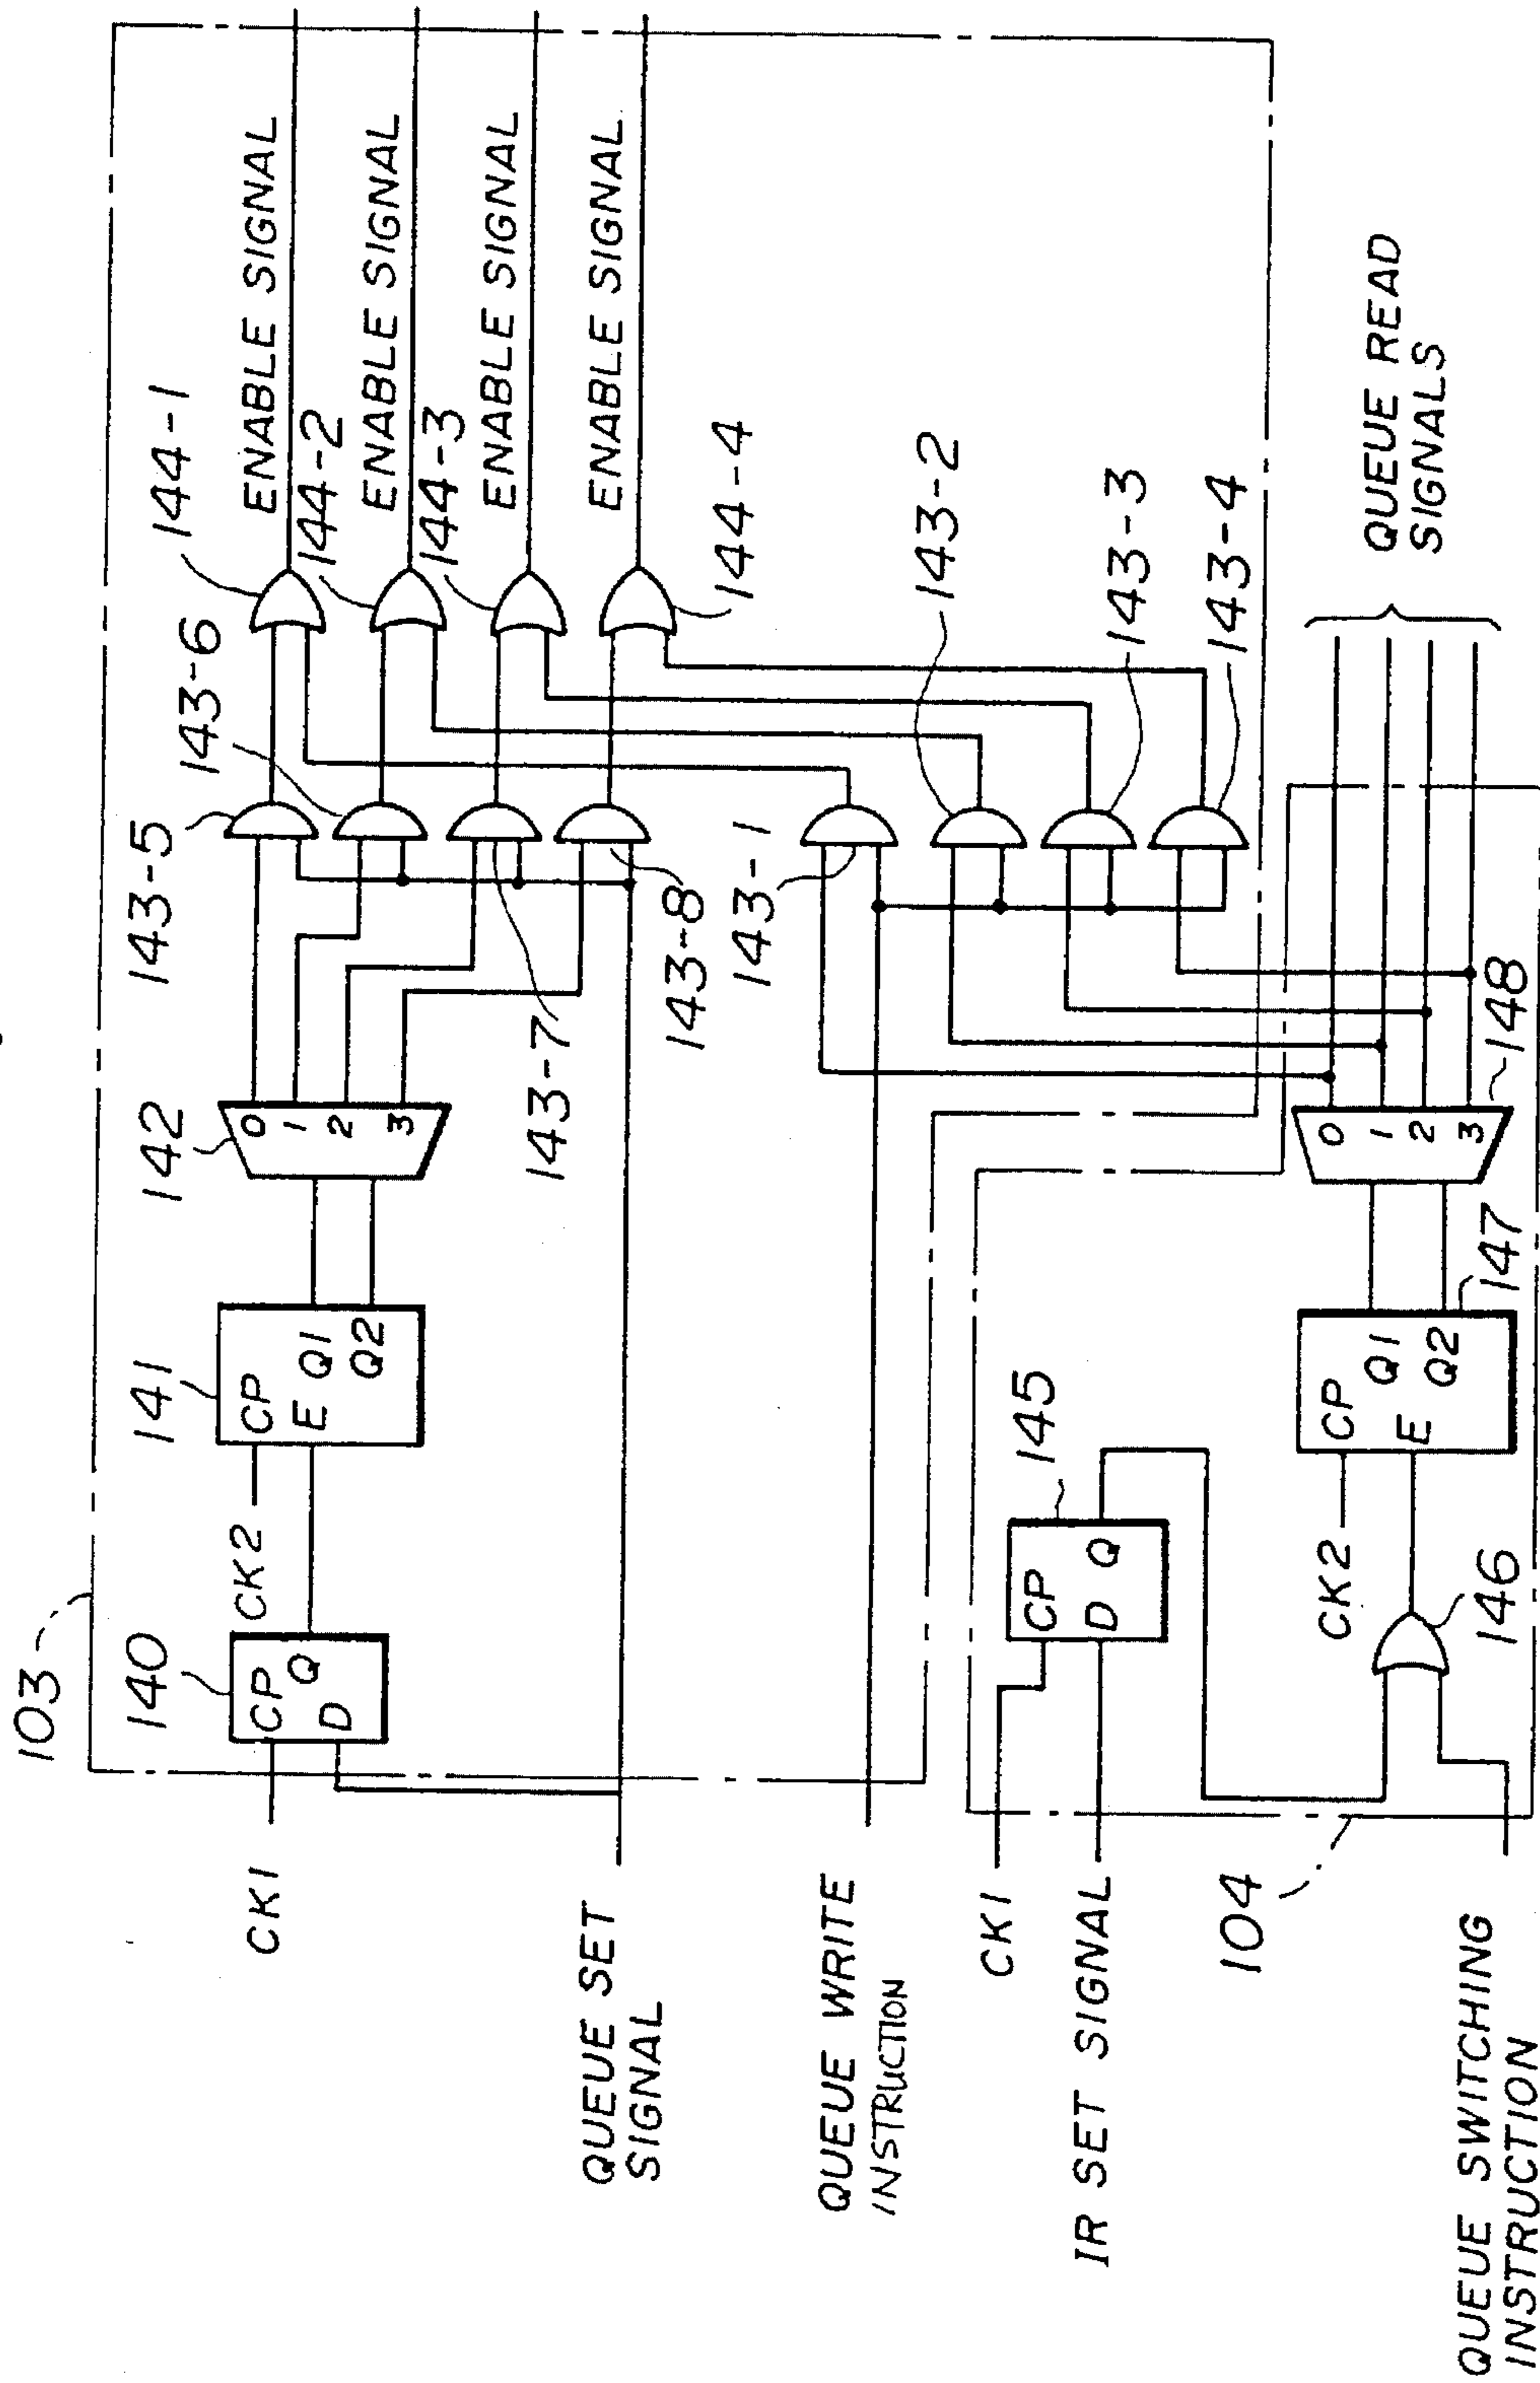 103
CK1
140
CP
Q
D
CK2
141
CP
E Q1
Q2
142
0
1
2
3
143-5
143-6
143-7
143-8
144-1
144-2
144-3
144-4
ENABLE SIGNAL
ENABLE SIGNAL
ENABLE SIGNAL
ENABLE SIGNAL
QUEUE SET
SIGNAL
QUEUE WRITE
INSTRUCTION
143-1
143-2
143-3
143-4
CK1
IR SET SIGNAL
145
CP
D Q
104
QUEUE SWITCHING
INSTRUCTION
146
CK2
147
CP
Q1
E
Q2
148
0
1
2
3
QUEUE READ
SIGNALS